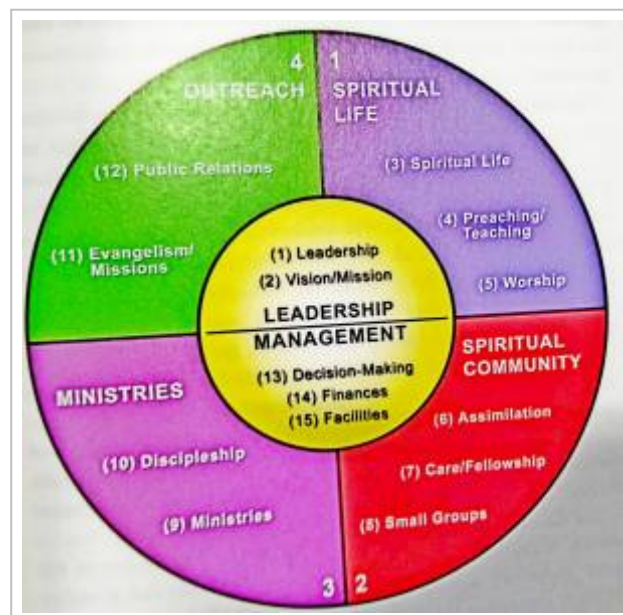 4
OUTREACH
(12) Public Relations
(11) Evangelism/
Missions
1
SPIRITUAL
LIFE
(3) Spiritual Life
(4) Preaching/
Teaching
(5) Worship
(1) Leadership
(2) Vision/Mission
LEADERSHIP
MANAGEMENT
(13) Decision-Making
(14) Finances
(15) Facilities
SPIRITUAL
COMMUNITY
(6) Assimilation
(7) Care/Fellowship
(8) Small Groups
2
MINISTRIES
(10) Discipleship
(9) Ministries
3